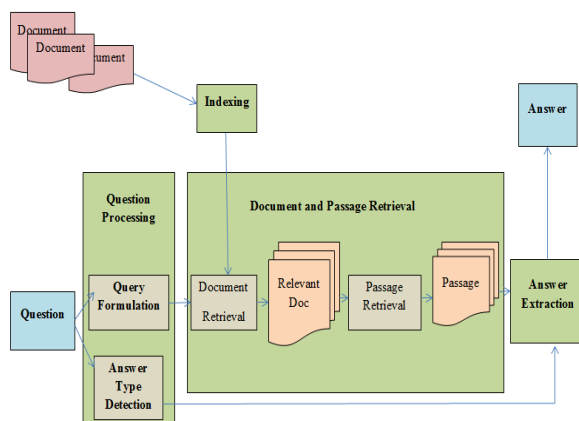 Document
Document
cument
Indexing
Answer
Question
Processing
Document and Passage Retrieval
Query
Formulation
Document
Retrieval
Relevant
Doc
Passage
Retrieval
Passage
Answer
Extraction
Question
Answer
Type
Detection